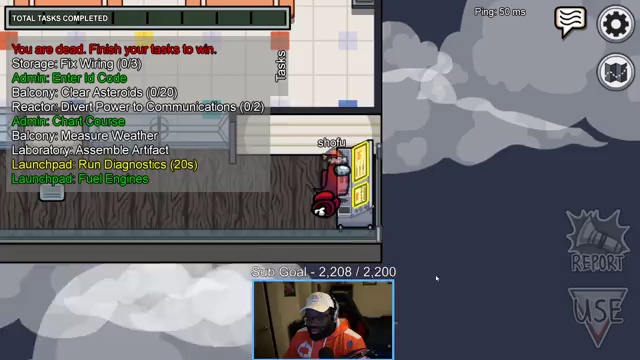 TOTAL TASKS COMPLETED
Ping: 50 ms
You are dead. Finish your tasks to win.
Storage: Fix Wiring (0/3)
Admin: Enter Id Code
Balcony: Clear Asteroids (0/20)
Reactor: Divert Power to Communications (0/2)
Admin: Chart Course
Balcony: Measure Weather
Laboratory: Assemble Artifact
Launchpad: Run Diagnostics (20s)
Launchpad: Fuel Engines
Tasks
shofu
REPORT
USE
Sub Goal - 2,208 / 2,200